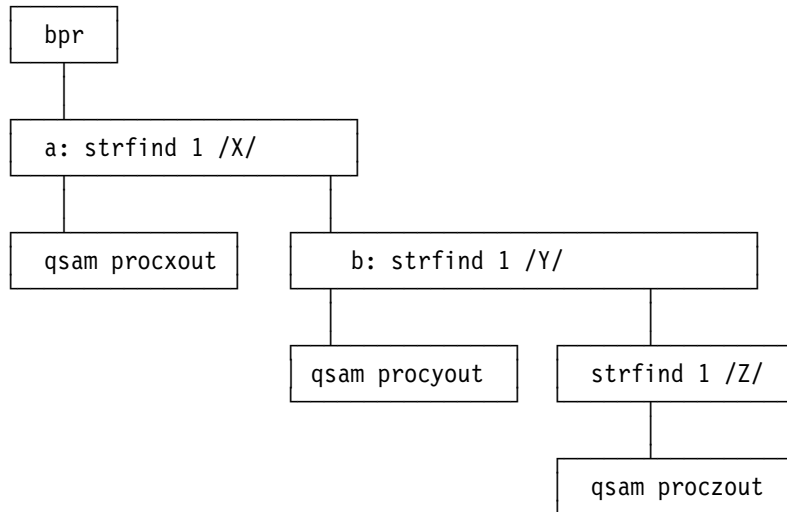 bpr
a: strfind 1 /X/
qsam procxout
b: strfind 1 /Y/
qsam procyout
strfind 1 /Z/
qsam proczout